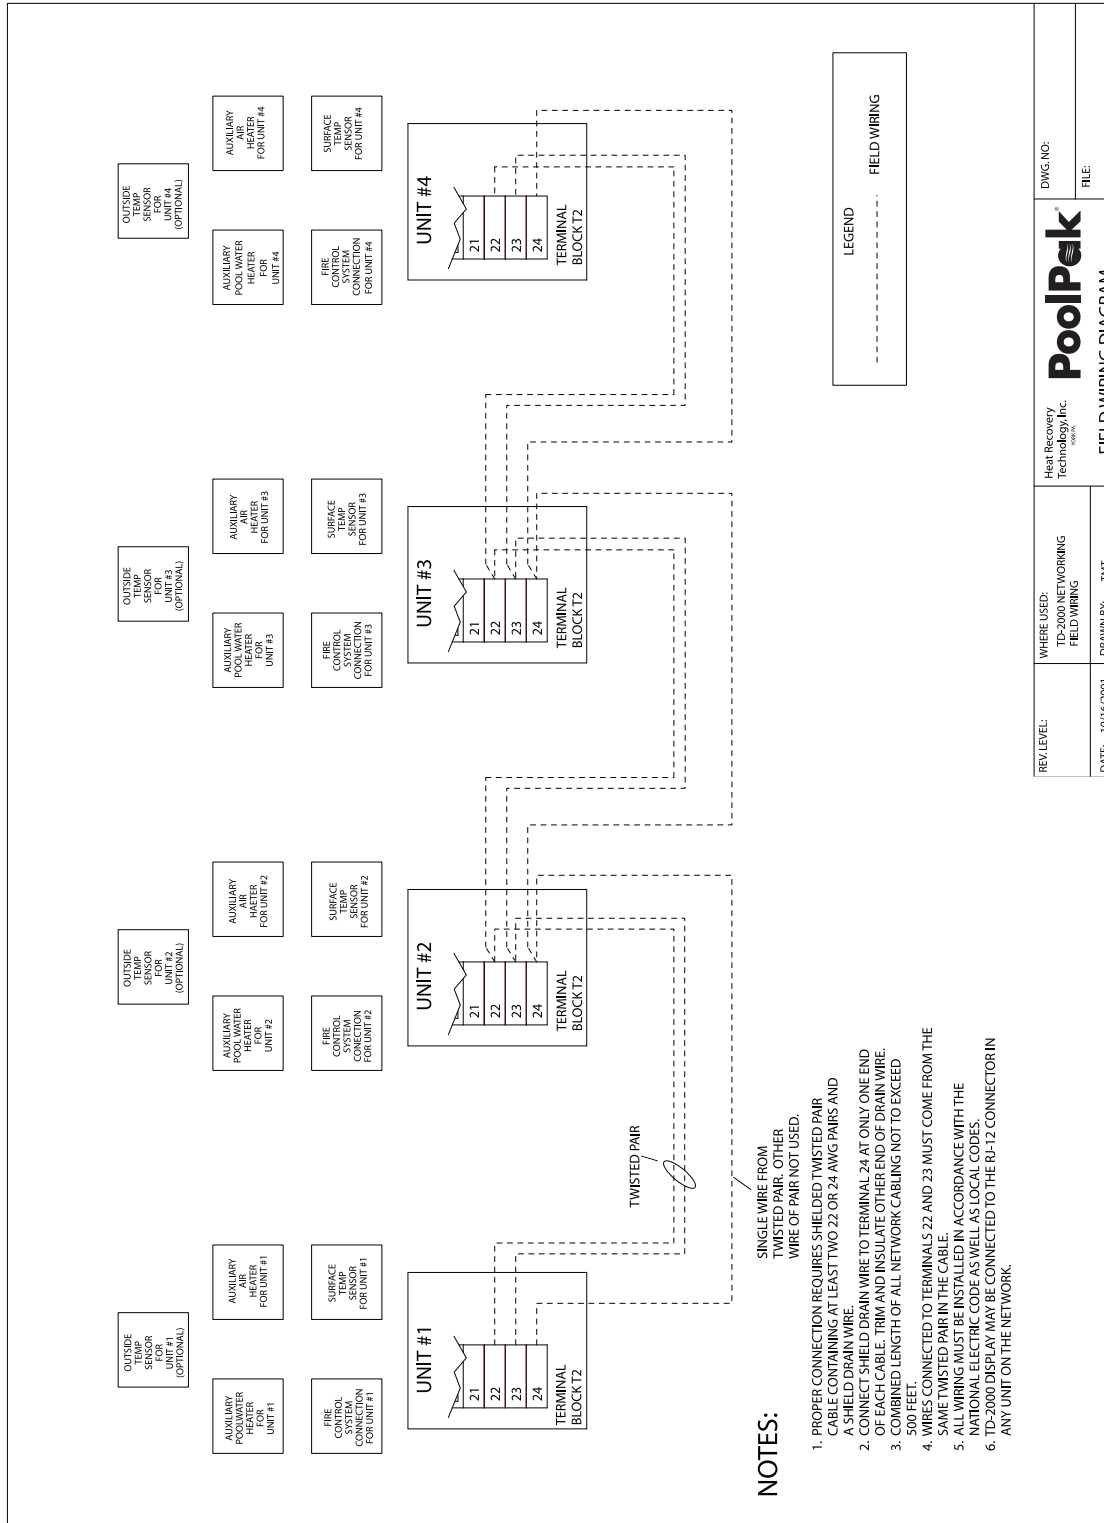 OUTSIDE
TEMP
SENSOR
FOR
UNIT #1
(OPTIONAL)
OUTSIDE
TEMP
SENSOR
FOR
UNIT #2
(OPTIONAL)
OUTSIDE
TEMP
SENSOR
FOR
UNIT #3
(OPTIONAL)
OUTSIDE
TEMP
SENSOR
FOR
UNIT #4
(OPTIONAL)
AUXILIARY
POOLWATER
HEATER
FOR
UNIT #1
AUXILIARY
AIR
HEATER
FOR UNIT #1
AUXILIARY
POOL WATER
HEATER
FOR
UNIT #2
AUXILIARY
AIR
HAETER
FOR UNIT #2
AUXILIARY
POOL WATER
HEATER
FOR
UNIT #3
AUXILIARY
AIR
HEATER
FOR UNIT #3
AUXILIARY
POOL WATER
HEATER
FOR
UNIT #4
AUXILIARY
AIR
HEATER
FOR UNIT #4
FIRE
CONTROL
SYSTEM
CONNECTION
FOR UNIT #1
SURFACE
TEMP
SENSOR
FOR UNIT #1
FIRE
CONTROL
SYSTEM
CONECTION
FOR UNIT #2
SURFACE
TEMP
SENSOR
FOR UNIT #2
FIRE
CONTROL
SYSTEM
CONNECTION
FOR UNIT #3
SURFACE
TEMP
SENSOR
FOR UNIT #3
FIRE
CONTROL
SYSTEM
CONNECTION
FOR UNIT #4
SURFACE
TEMP
SENSOR
FOR UNIT #4
UNIT #1
21
22
23
24
TERMINAL
BLOCK T2
UNIT #2
21
22
23
24
TERMINAL
BLOCK T2
UNIT #3
21
22
23
24
TERMINAL
BLOCK T2
UNIT #4
21
22
23
24
TERMINAL
BLOCK T2
TWISTED PAIR
SINGLE WIRE FROM
TWISTED PAIR. OTHER
WIRE OF PAIR NOT USED.
NOTES:
1. PROPER CONNECTION REQUIRES SHIELDED TWISTED PAIR
CABLE CONTAINING AT LEAST TWO 22 OR 24 AWG PAIRS AND
A SHIELD DRAIN WIRE.
2. CONNECT SHIELD DRAIN WIRE TO TERMINAL 24 AT ONLY ONE END
OF EACH CABLE. TRIM AND INSULATE OTHER END OF DRAIN WIRE.
3. COMBINED LENGTH OF ALL NETWORK CABLING NOT TO EXCEED
500 FEET.
4. WIRES CONNECTED TO TERMINALS 22 AND 23 MUST COME FROM THE
SAME TWISTED PAIR IN THE CABLE.
5. ALL WIRING MUST BE INSTALLED IN ACCORDANCE WITH THE
NATIONAL ELECTRIC CODE AS WELL AS LOCAL CODES.
6. TD-2000 DISPLAY MAY BE CONNECTED TO THE RJ-12 CONNECTOR IN
ANY UNIT ON THE NETWORK.
LEGEND
FIELD WIRING
REV. LEVEL:
WHERE USED:
TD-2000 NETWORKING
FIELD WIRING
Heat Recovery
Technology, Inc.
YORK PA.
PoolPak®
DWG. NO:
FILE:
DATE: 10/16/2001
DRAWN BY: TMT
FIELD WIRING DIAGRAM